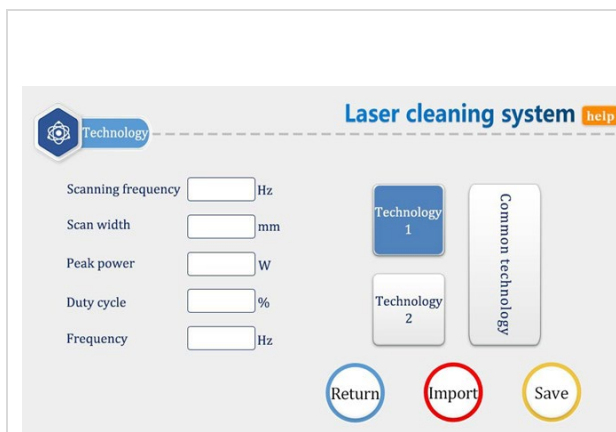 Laser cleaning system help
Technology
Scanning frequency Hz
Scan width mm
Peak power W
Duty cycle %
Frequency Hz
Technology
1
Technology
2
Common technology
Return
Import
Save